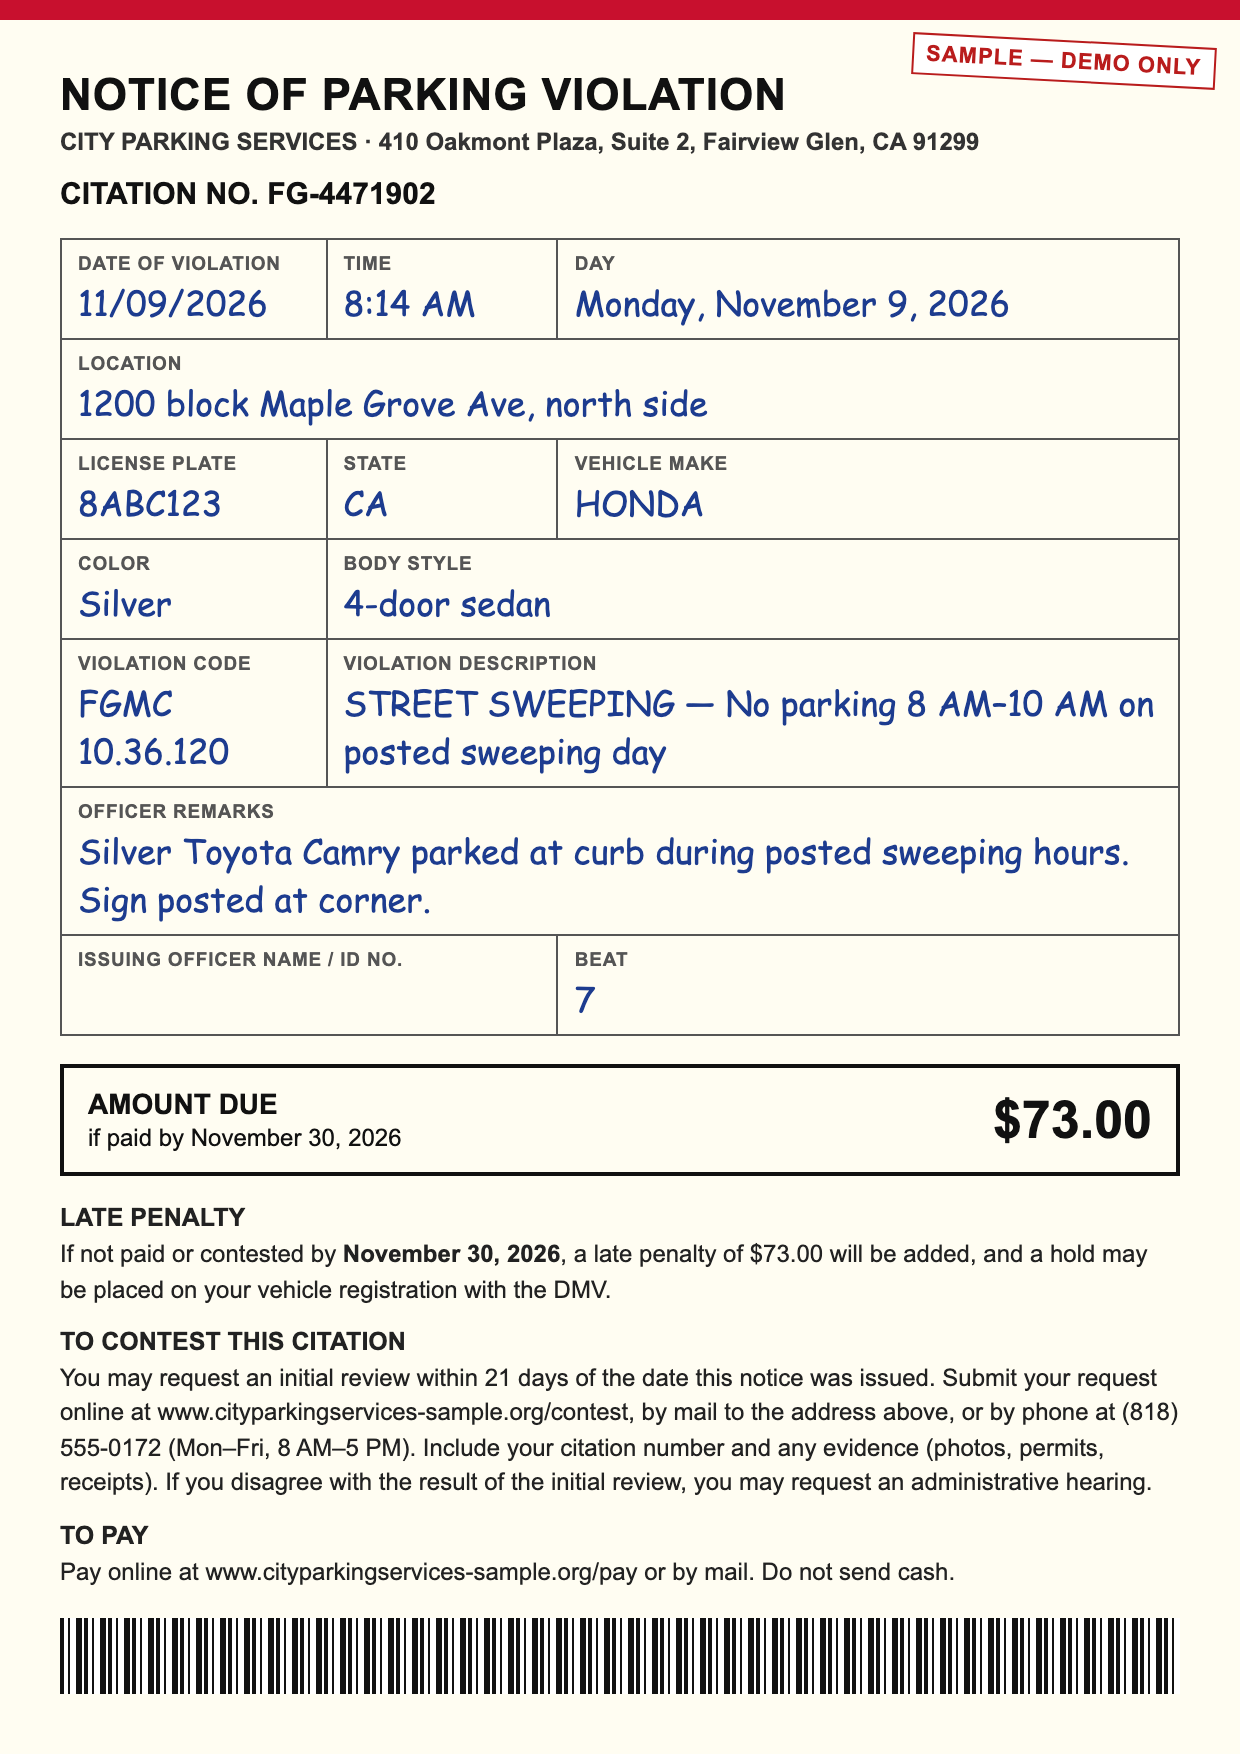 SAMPLE — DEMO ONLY
NOTICE OF PARKING VIOLATION
CITY PARKING SERVICES · 410 Oakmont Plaza, Suite 2, Fairview Glen, CA 91299
CITATION NO. FG-4471902
DATE OF VIOLATION
11/09/2026
TIME
8:14 AM
DAY
Monday, November 9, 2026
LOCATION
1200 block Maple Grove Ave, north side
LICENSE PLATE
8ABC123
STATE
CA
VEHICLE MAKE
HONDA
COLOR
Silver
BODY STYLE
4-door sedan
VIOLATION CODE
FGMC
10.36.120
VIOLATION DESCRIPTION
STREET SWEEPING — No parking 8 AM–10 AM on
posted sweeping day
OFFICER REMARKS
Silver Toyota Camry parked at curb during posted sweeping hours.
Sign posted at corner.
ISSUING OFFICER NAME / ID NO.
BEAT
7
AMOUNT DUE
if paid by November 30, 2026
$73.00
LATE PENALTY
If not paid or contested by November 30, 2026, a late penalty of $73.00 will be added, and a hold may
be placed on your vehicle registration with the DMV.
TO CONTEST THIS CITATION
You may request an initial review within 21 days of the date this notice was issued. Submit your request
online at www.cityparkingservices-sample.org/contest, by mail to the address above, or by phone at (818)
555-0172 (Mon–Fri, 8 AM–5 PM). Include your citation number and any evidence (photos, permits,
receipts). If you disagree with the result of the initial review, you may request an administrative hearing.
TO PAY
Pay online at www.cityparkingservices-sample.org/pay or by mail. Do not send cash.